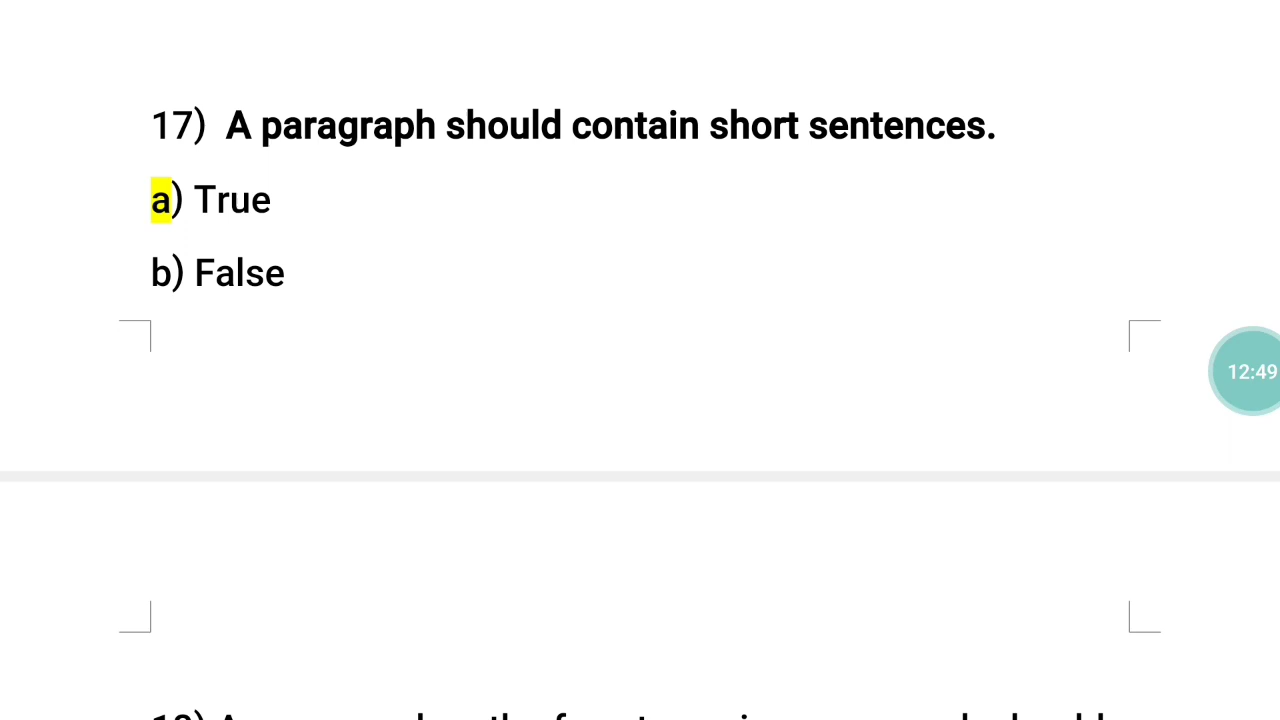 17) A paragraph should contain short sentences.
a) True
b) False
12:49